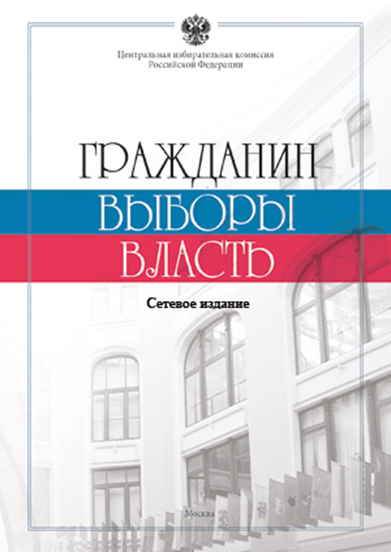 Центральная избирательная комиссия
Российской Федерации
ГРАЖДАНИН
ВЫБОРЫ
ВЛАСТЬ
Сетевое издание
Москва